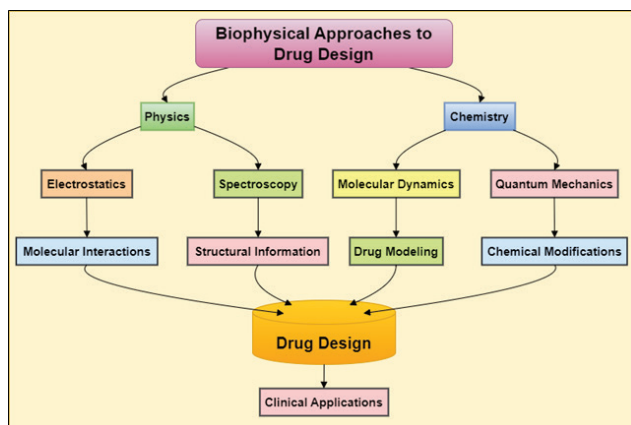 Biophysical Approaches to
Drug Design
Physics
Chemistry
Electrostatics
Spectroscopy
Molecular Dynamics
Quantum Mechanics
Molecular Interactions
Structural Information
Drug Modeling
Chemical Modifications
Drug Design
Clinical Applications